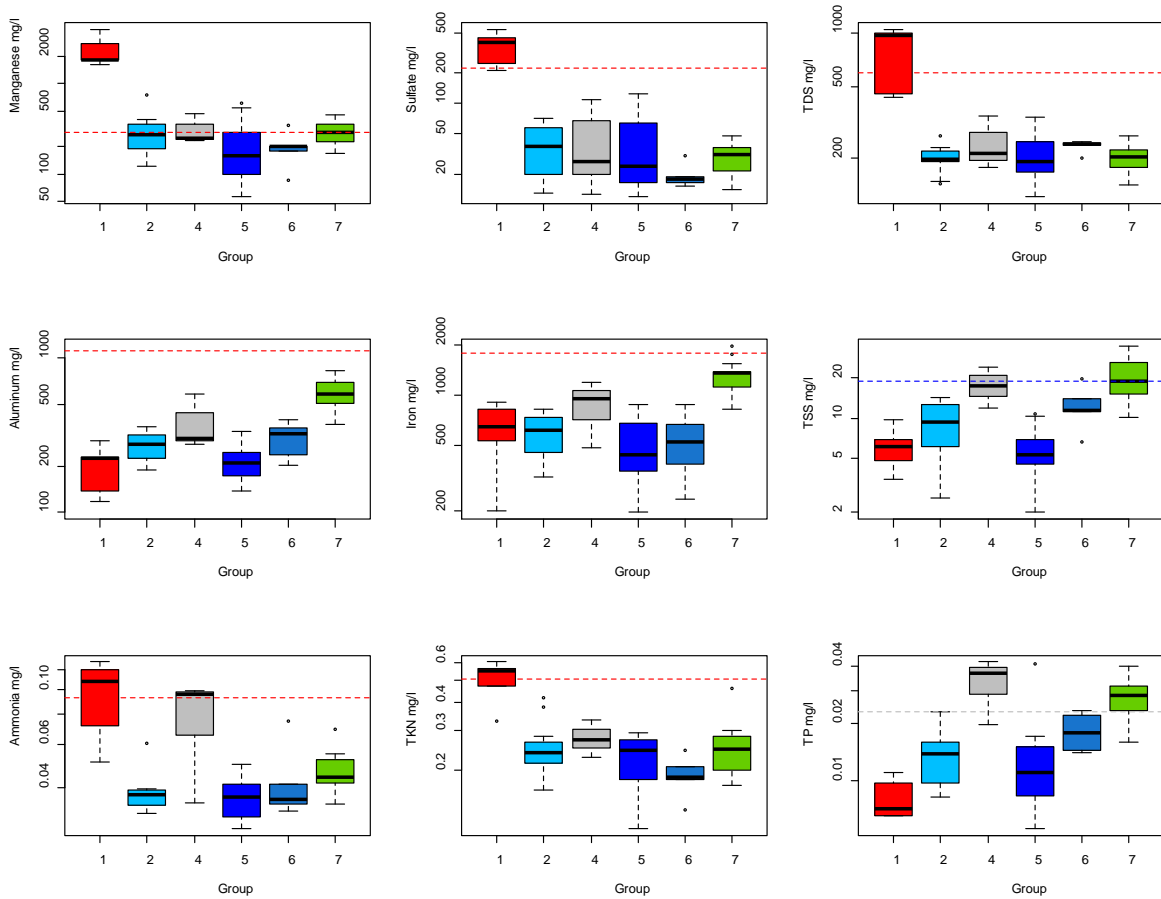 Manganese mg/l
50 100 500 2000
1 2 4 5 6 7
Group
Sulfate mg/l
20 50 200 500
1 2 4 5 6 7
Group
TDS mg/l
200 500 1000
1 2 4 5 6 7
Group
Aluminum mg/l
100 200 500 1000
1 2 4 5 6 7
Group
Iron mg/l
200 500 1000 2000
1 2 4 5 6 7
Group
TSS mg/l
2 5 10 20
1 2 4 5 6 7
Group
Ammonia mg/l
0.04 0.06 0.10
1 2 4 5 6 7
Group
TKN mg/l
0.2 0.3 0.4 0.6
1 2 4 5 6 7
Group
TP mg/l
0.01 0.02 0.04
1 2 4 5 6 7
Group